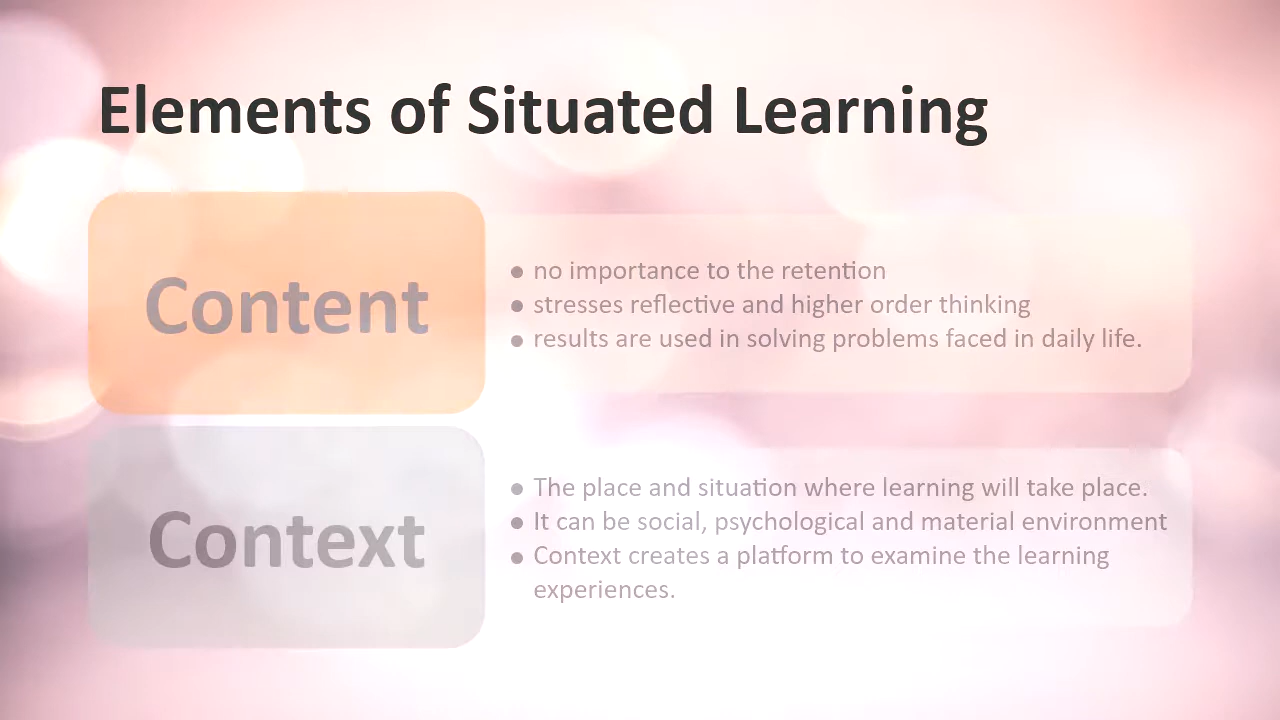 Elements of Situated Learning
Content
● no importance to the retention
● stresses reflective and higher order thinking
● results are used in solving problems faced in daily life.
Context
● The place and situation where learning will take place.
● It can be social, psychological and material environment
● Context creates a platform to examine the learning
experiences.